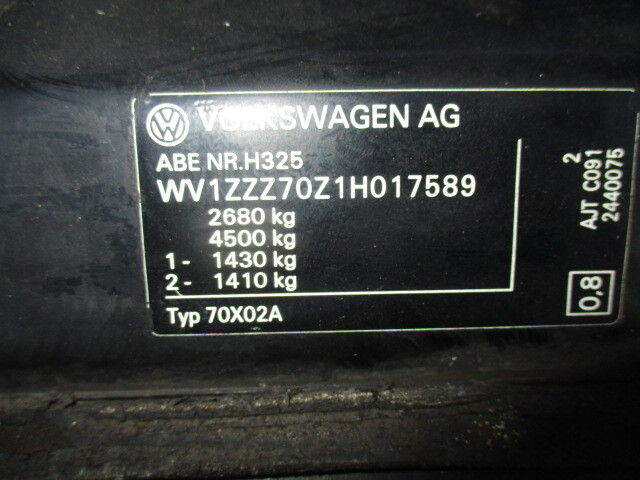 VOLKSWAGEN AG
ABE NR.H325
WV1ZZZ70Z1H017589
2680 kg
4500 kg
1- 1430 kg
2- 1410 kg
Typ 70X02A
2
AJT C091
2440075
0,8